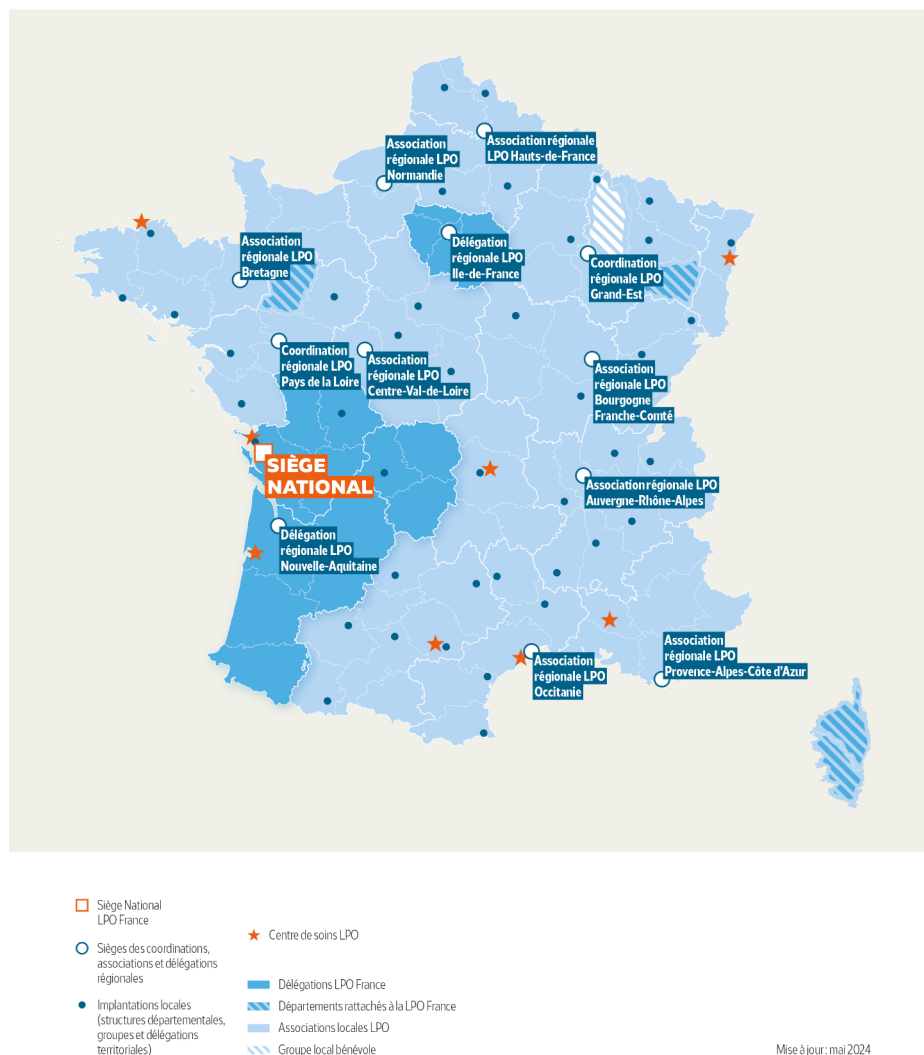 Association régionale
LPO Hauts-de-France
Association
régionale LPO
Normandie
Association
régionale LPO
Bretagne
Délégation
régionale LPO
Ile-de-France
Coordination
régionale LPO
Grand-Est
Coordination
régionale LPO
Pays de la Loire
Association
régionale LPO
Centre-Val-de-Loire
Association
régionale LPO
Bourgogne
Franche-Comté
SIÈGE
NATIONAL
Association régionale LPO
Auvergne-Rhône-Alpes
Délégation
régionale LPO
Nouvelle-Aquitaine
Association
régionale LPO
Occitanie
Association
régionale LPO
Provence-Alpes-Côte d'Azur
Siège National
LPO France
Sièges des coordinations,
associations et délégations
régionales
Implantations locales
(structures départementales,
groupes et délégations
territoriales)
Centre de soins LPO
Délégations LPO France
Départements rattachés à la LPO France
Associations locales LPO
Groupe local bénévole
Mise à jour : mai 2024